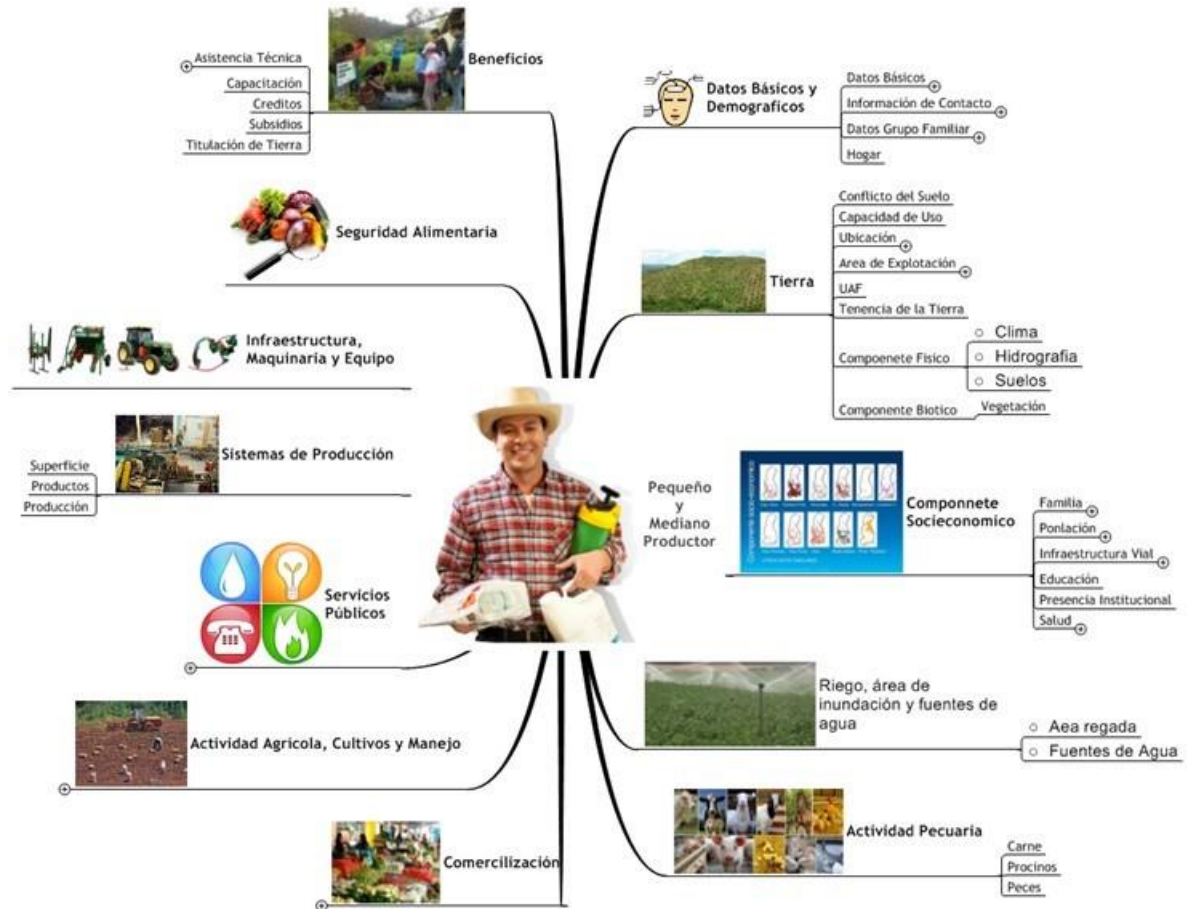 Beneficios
Asistencia Técnica
Capacitación
Creditos
Subsidios
Titulación de Tierra
Seguridad Alimentaria
Infraestructura,
Maquinaria y Equipo
Sistemas de Producción
Superficie
Productos
Producción
Servicios
Públicos
Actividad Agrícola, Cultivos y Manejo
Comercilización
Datos Básicos y
Demograficos
Datos Básicos
Información de Contacto
Datos Grupo Familiar
Hogar
Tierra
Conflicto del Suelo
Capacidad de Uso
Ubicación
Area de Explotación
UAF
Tenencia de la Tierra
Compoenete Fisico
Clima
Hidrografia
Suelos
Componente Biotico
Vegetación
Pequeño
y
Mediano
Productor
Componente socio-economico
Componnete
Socieconomico
Familia
Ponlación
Infraestructura Vial
Educación
Presencia Institucional
Salud
Riego, área de
inundación y fuentes de
agua
Aea regada
Fuentes de Agua
Actividad Pecuaria
Carne
Procinos
Peces